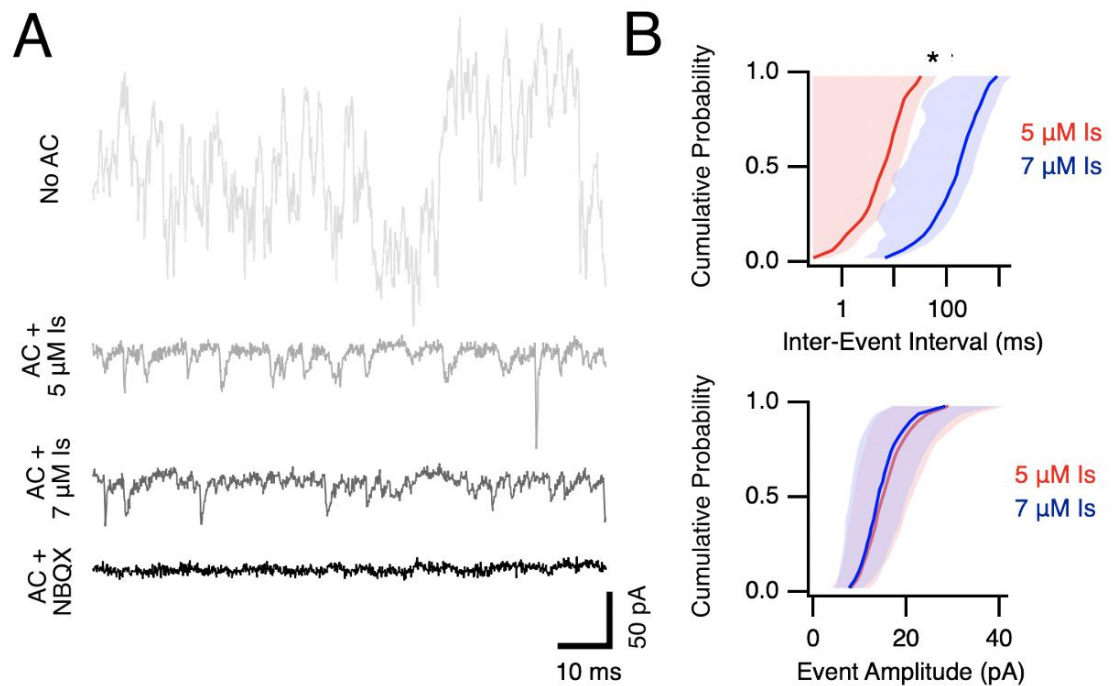 A
No AC
AC +
5 µM Is
AC +
7 µM Is
AC +
NBQX
50 pA
10 ms
B
*
Cumulative Probability
1.0
0.5
0.0
1
100
Inter-Event Interval (ms)
5 µM Is
7 µM Is
Cumulative Probability
1.0
0.5
0.0
0
20
40
Event Amplitude (pA)
5 µM Is
7 µM Is